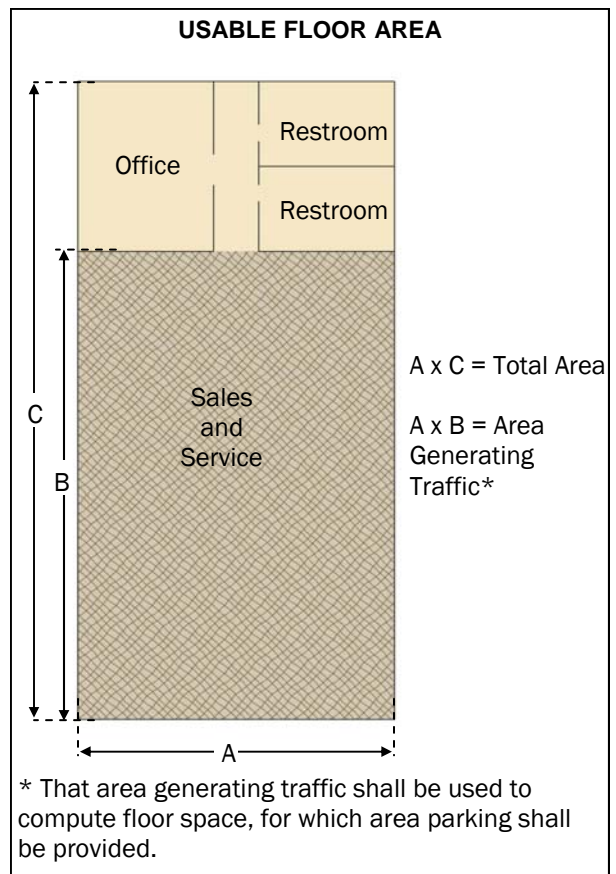 USABLE FLOOR AREA
Office
Restroom
Restroom
Sales
and
Service
A x C = Total Area
A x B = Area
Generating
Traffic*
C
B
A
* That area generating traffic shall be used to
compute floor space, for which area parking shall
be provided.